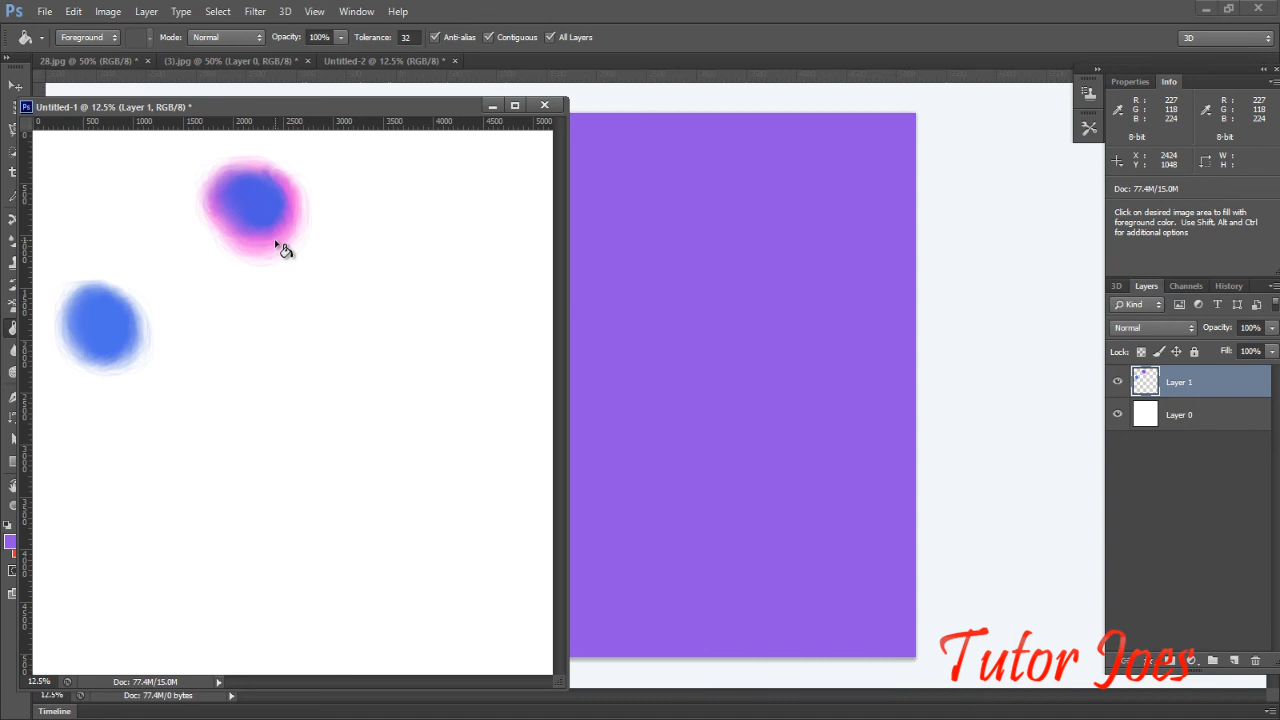 Ps File Edit Image Layer Type Select Filter 3D View Window Help
Foreground Mode: Normal Opacity: 100% Tolerance: 32 Anti-alias Contiguous All Layers 3D
28.jpg @ 50% (RGB/8) * × (3).jpg @ 50% (Layer 0, RGB/8) * × Untitled-2 @ 12.5% (RGB/8) * ×
Properties Info
R: 227 R: 227
G: 118 G: 118
B: 224 B: 224
8-bit 8-bit
X: 2424 W:
Y: 1048 H:
Doc: 77.4M/15.0M
Click on desired image area to fill with
foreground color. Use Shift, Alt and Ctrl
for additional options
3D Layers Channels History
Kind
Normal Opacity: 100%
Lock: Fill: 100%
Layer 1
Layer 0
Ps Untitled-1 @ 12.5% (Layer 1, RGB/8) *
0 500 1000 1500 2000 2500 3000 3500 4000 4500 5000
12.5% Doc: 77.4M/15.0M
12.5% Doc: 77.4M/0 bytes
Timeline
Tutor Joes